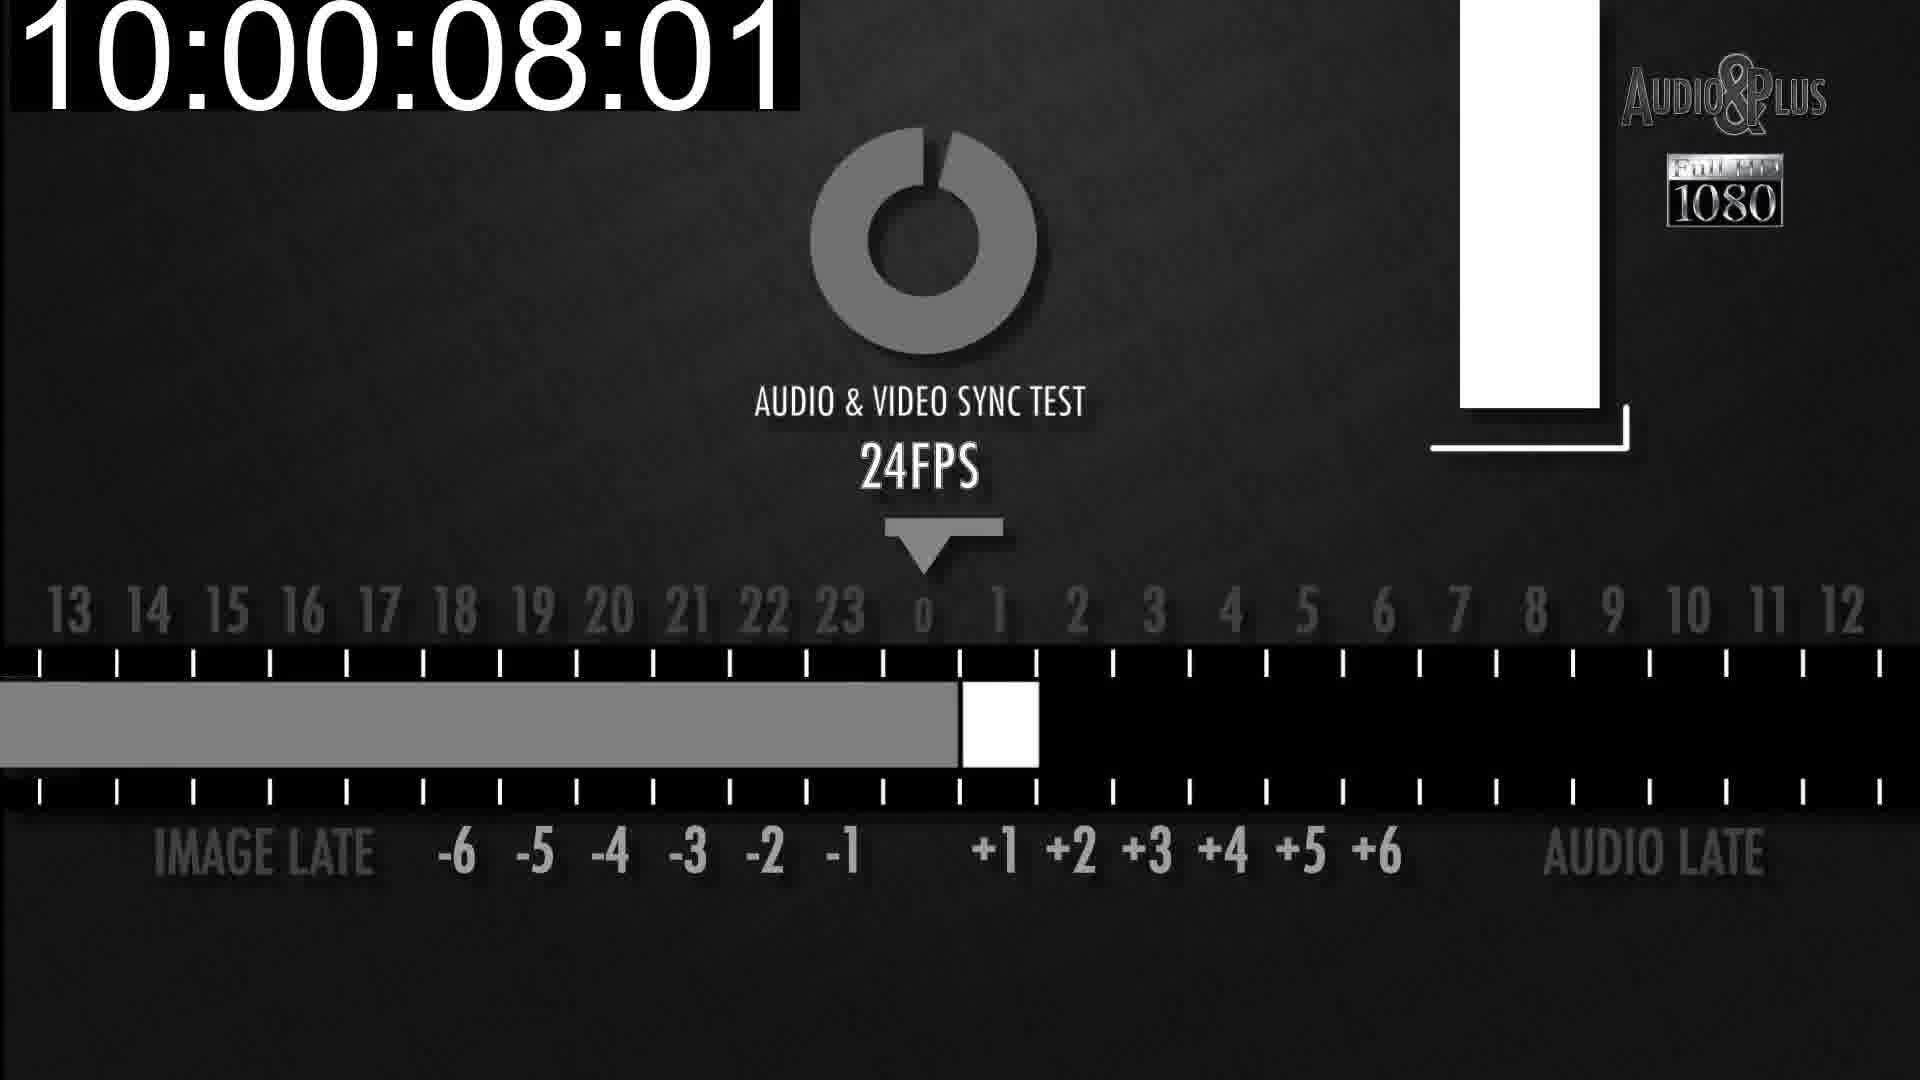 10:00:08:01
AUDIO&PLUS
Full HD
1080
AUDIO & VIDEO SYNC TEST
24FPS
13 14 15 16 17 18 19 20 21 22 23 0 1 2 3 4 5 6 7 8 9 10 11 12
IMAGE LATE -6 -5 -4 -3 -2 -1 +1 +2 +3 +4 +5 +6 AUDIO LATE